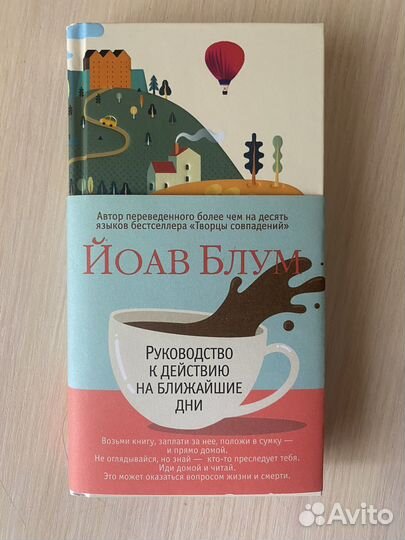 Автор переведенного более чем на десять
языков бестселлера «Творцы совпадений»
Йоав Блум
Руководство
к действию
на ближайшие
дни
Возьми книгу, заплати за нее, положи в сумку —
и прямо домой.
Не оглядывайся, но знай — кто-то преследует тебя.
Иди домой и читай.
Это может оказаться вопросом жизни и смерти.
Avito